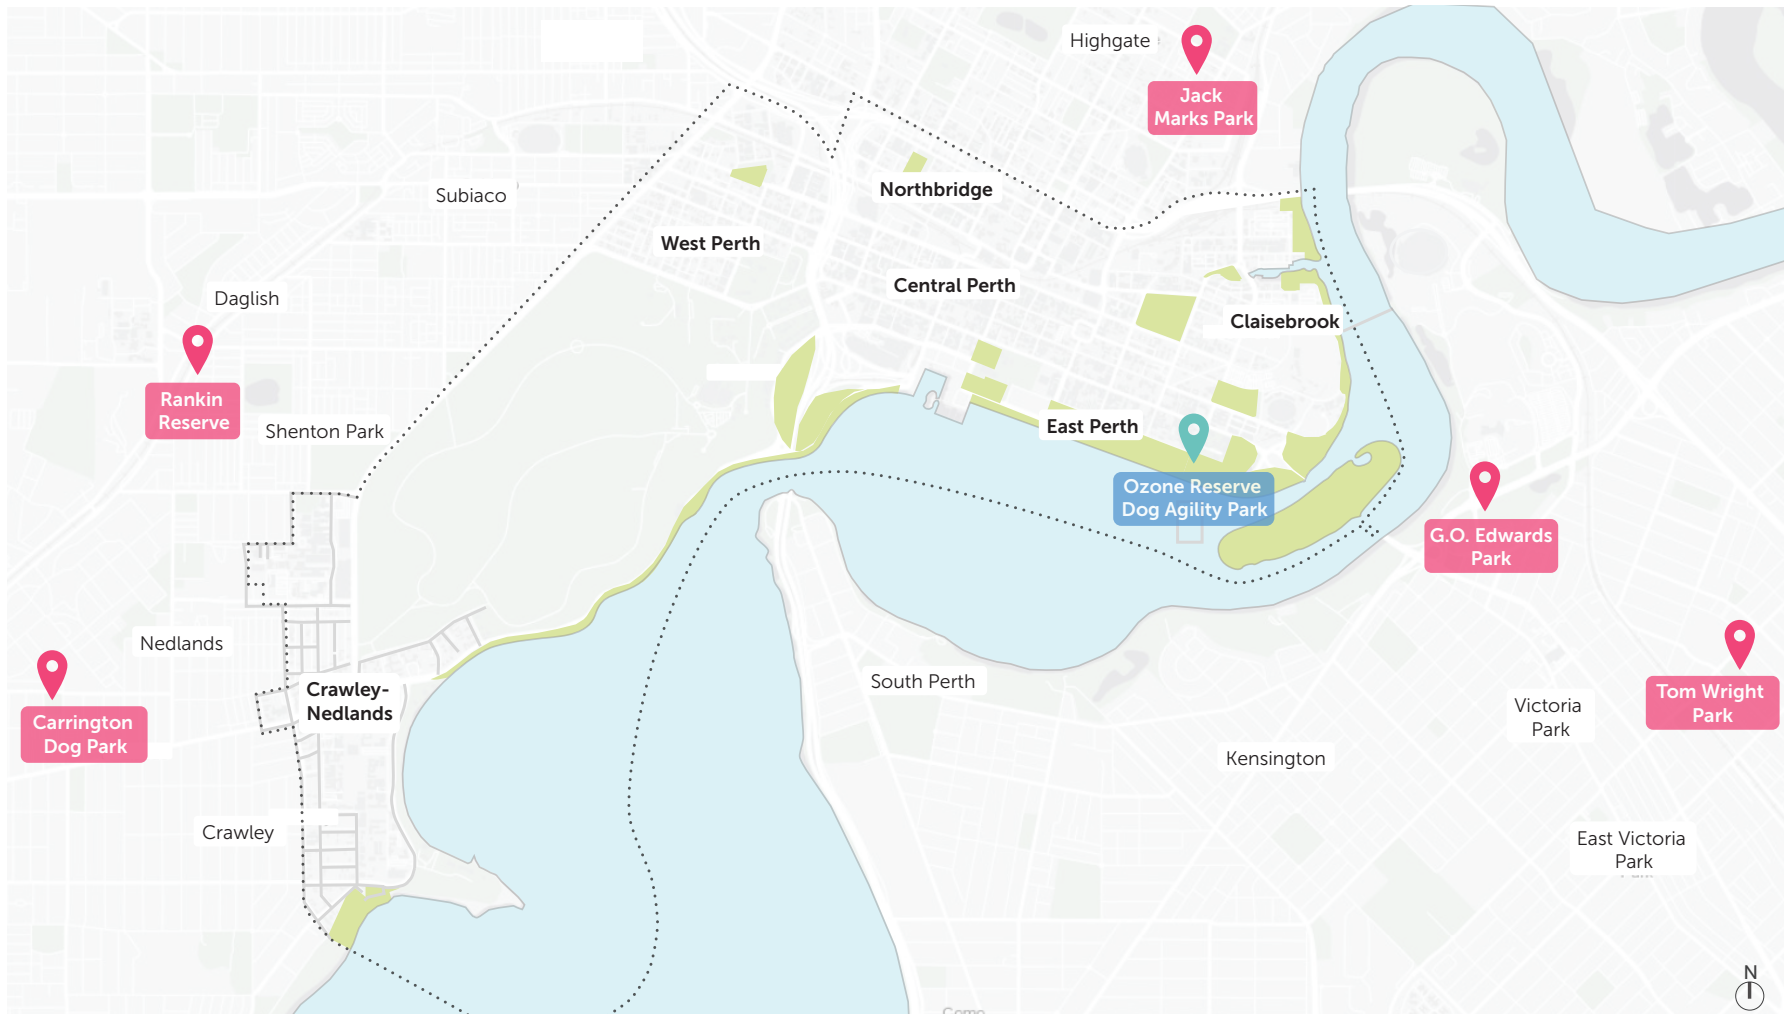 Highgate
Jack
Marks Park
Subiaco
Northbridge
West Perth
Central Perth
Daglish
Claisebrook
Rankin
Reserve
Shenton Park
East Perth
Ozone Reserve
Dog Agility Park
G.O. Edwards
Park
Nedlands
Crawley-
Nedlands
South Perth
Carrington
Dog Park
Tom Wright
Park
Victoria
Park
Kensington
Crawley
East Victoria
Park
N